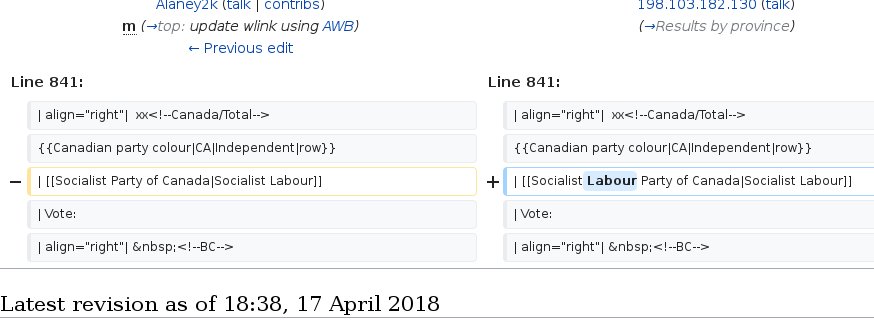 Alaney2k (talk | contribs)
198.103.182.130 (talk)
m (→top: update wlink using AWB)
(→Results by province)
← Previous edit
Line 841:
Line 841:
| align="right"| xx<!--Canada/Total-->
| align="right"| xx<!--Canada/Total-->
{{Canadian party colour|CA|Independent|row}}
{{Canadian party colour|CA|Independent|row}}
− | [[Socialist Party of Canada|Socialist Labour]]
+ | [[Socialist Labour Party of Canada|Socialist Labour]]
| Vote:
| Vote:
| align="right"| &nbsp;<!--BC-->
| align="right"| &nbsp;<!--BC-->
Latest revision as of 18:38, 17 April 2018